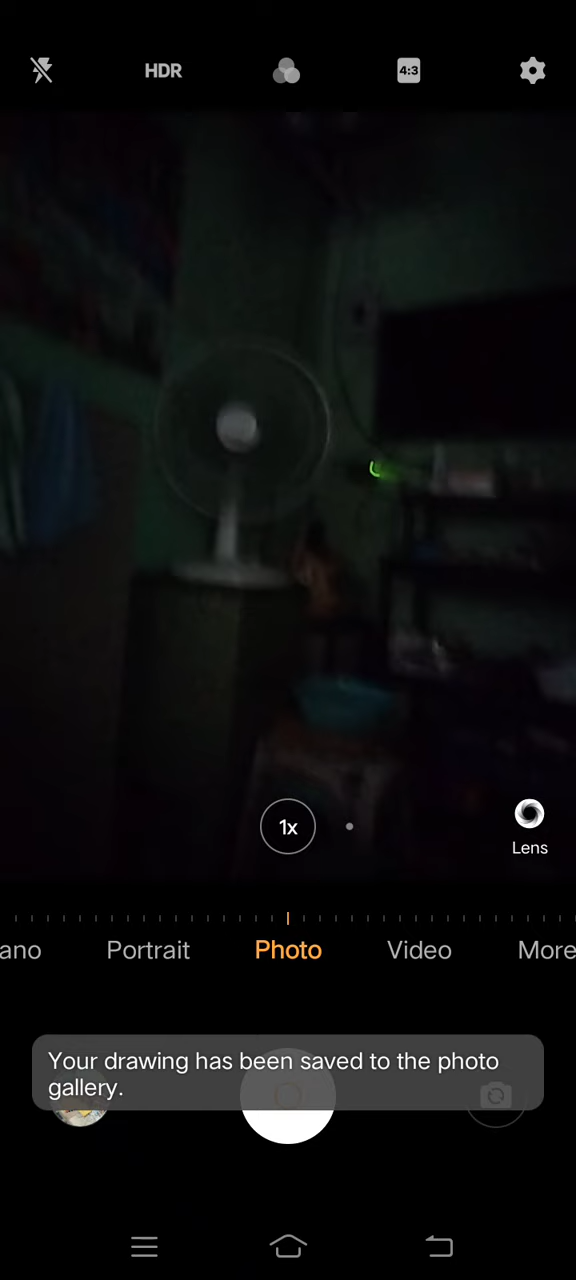 HDR
4:3
1x
Lens
ano
Portrait
Photo
Video
More
Your drawing has been saved to the photo
gallery.